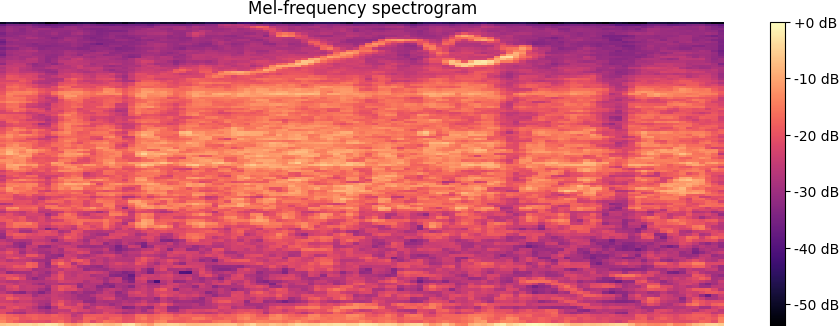 Mel-frequency spectrogram
+0 dB
-10 dB
-20 dB
-30 dB
-40 dB
-50 dB